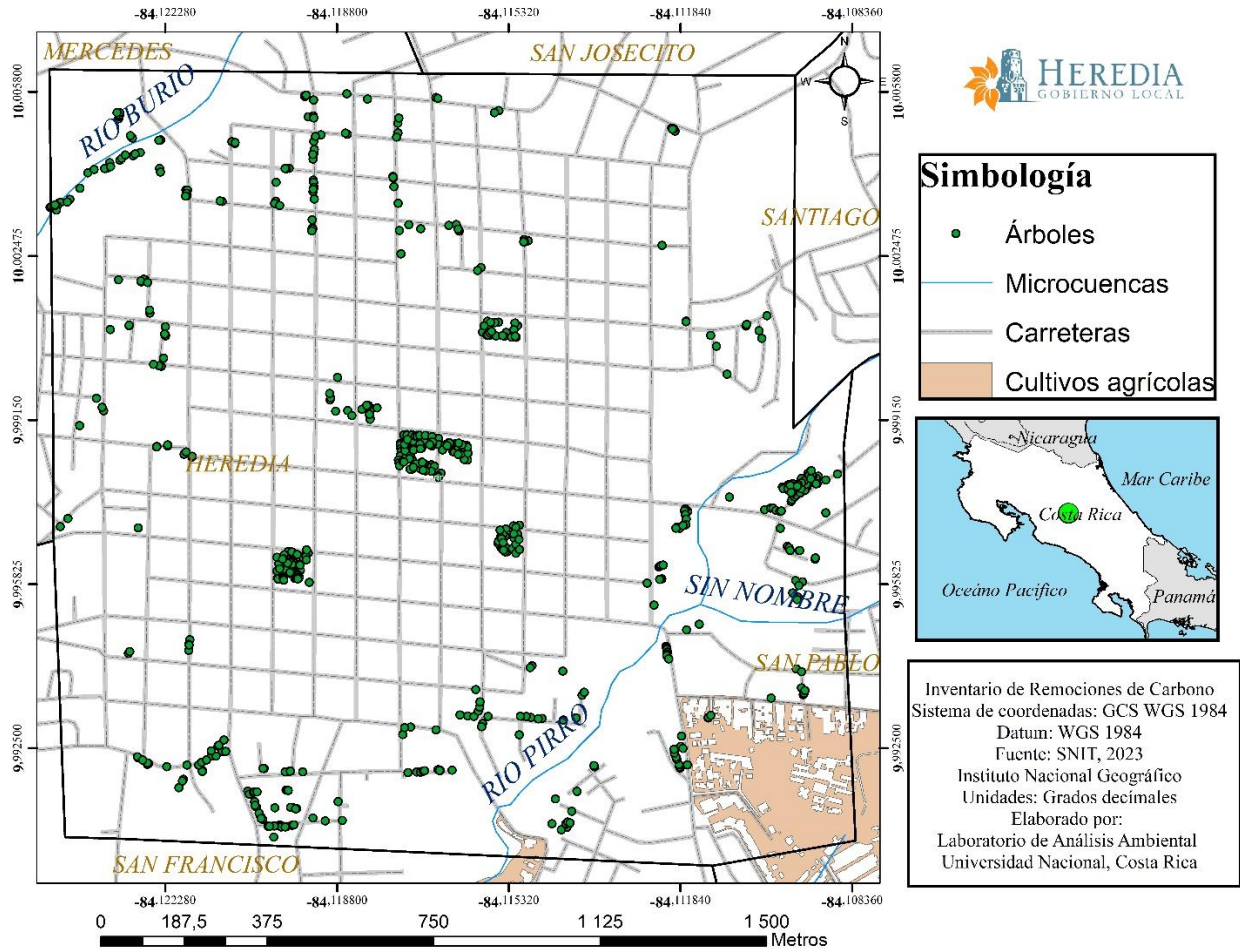 -84,122280 -84,118800 -84,115320 -84,111840 -84,108360
MERCEDES
SAN JOSECITO
N
W E
S
10,005800
10,005800
RIO BURIO
SANTIAGO
10,002475
10,002475
9,999150
9,999150
HEREDIA
9,995825
9,995825
SIN NOMBRE
SAN PABLO
RIO PIRRO
9,992500
9,992500
SAN FRANCISCO
-84,122280 -84,118800 -84,115320 -84,111840 -84,108360
0 187,5 375 750 1 125 1 500
Metros
HEREDIA
GOBIERNO LOCAL
Simbología
Árboles
Microcuencas
Carreteras
Cultivos agrícolas
Nicaragua
Mar Caribe
Costa Rica
Oceáno Pacífico
Panamá
Inventario de Remociones de Carbono
Sistema de coordenadas: GCS WGS 1984
Datum: WGS 1984
Fuente: SNIT, 2023
Instituto Nacional Geográfico
Unidades: Grados decímales
Elaborado por:
Laboratorio de Análisis Ambiental
Universidad Nacional, Costa Rica